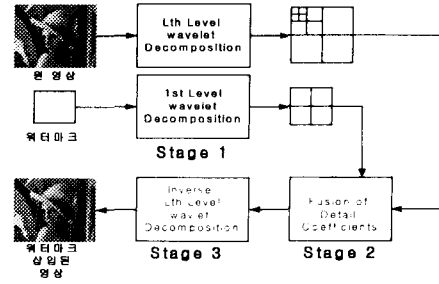 Lth Level
wavelet
Decomposition
원 영상
1st Level
wavelet
Decomposition
워터마크
Stage 1
Inverse
Lth Level
wavlet
Decomposition
Fusion of
Detail
Coefficients
워터마크
삽입된
영상
Stage 3
Stage 2